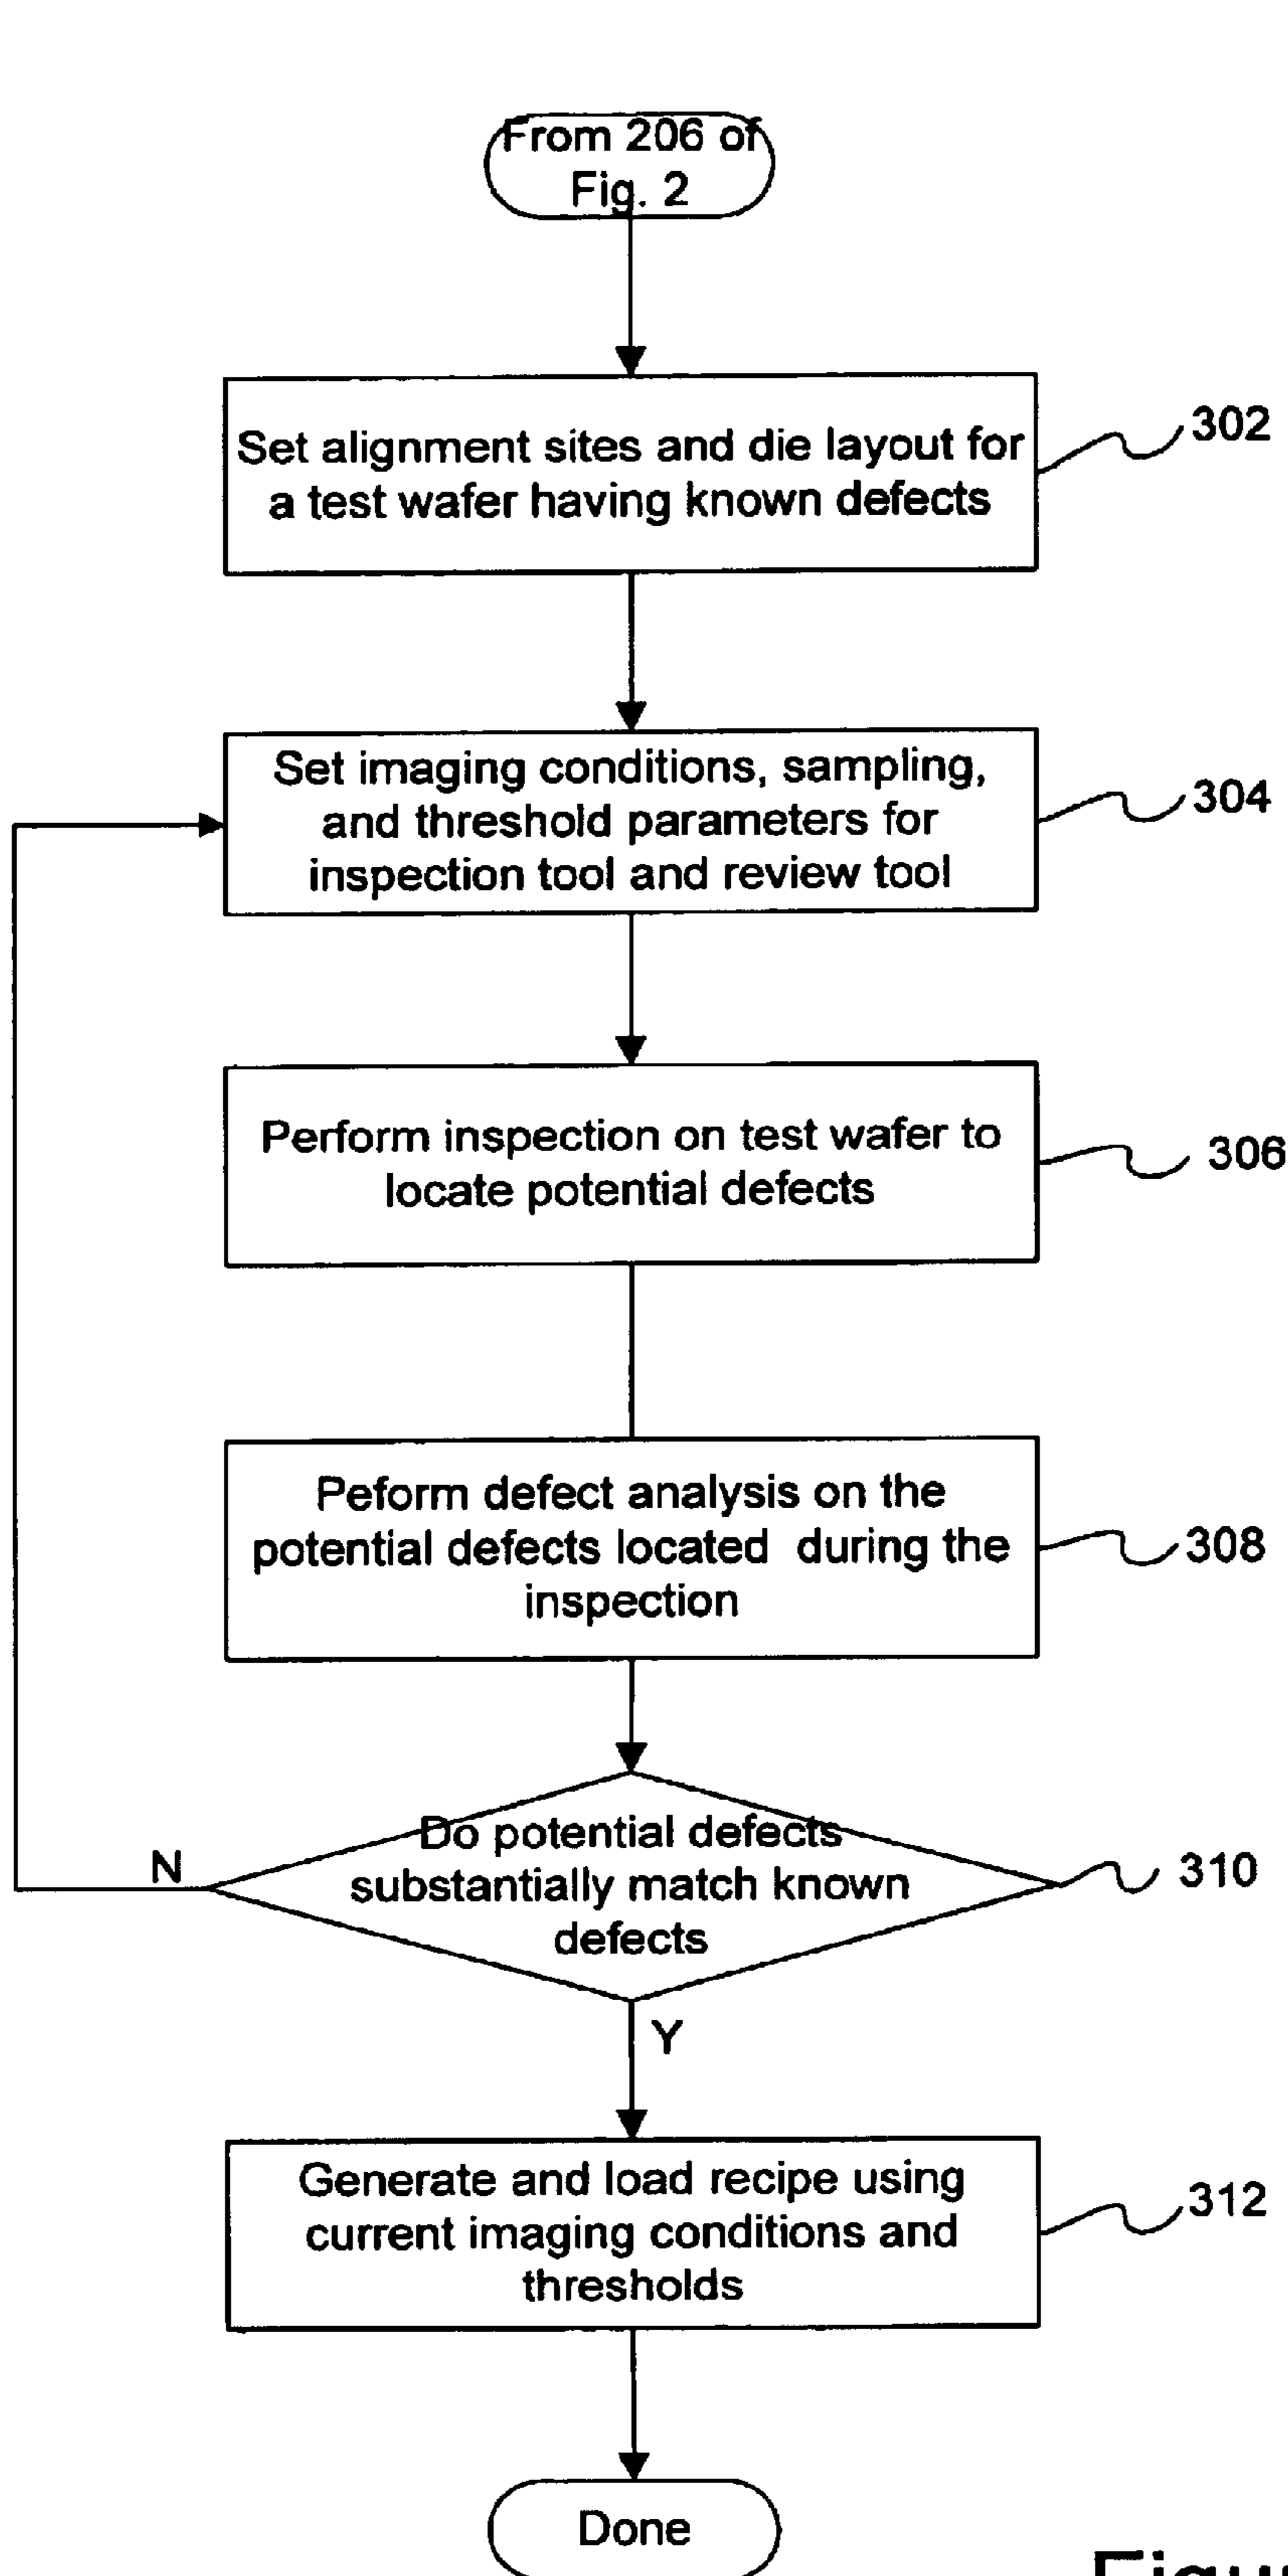 From 206 of
Fig. 2
Set alignment sites and die layout for
a test wafer having known defects
302
Set imaging conditions, sampling,
and threshold parameters for
inspection tool and review tool
304
Perform inspection on test wafer to
locate potential defects
306
Peform defect analysis on the
potential defects located during the
inspection
308
Do potential defects
substantially match known
defects
310
N
Y
Generate and load recipe using
current imaging conditions and
thresholds
312
Done